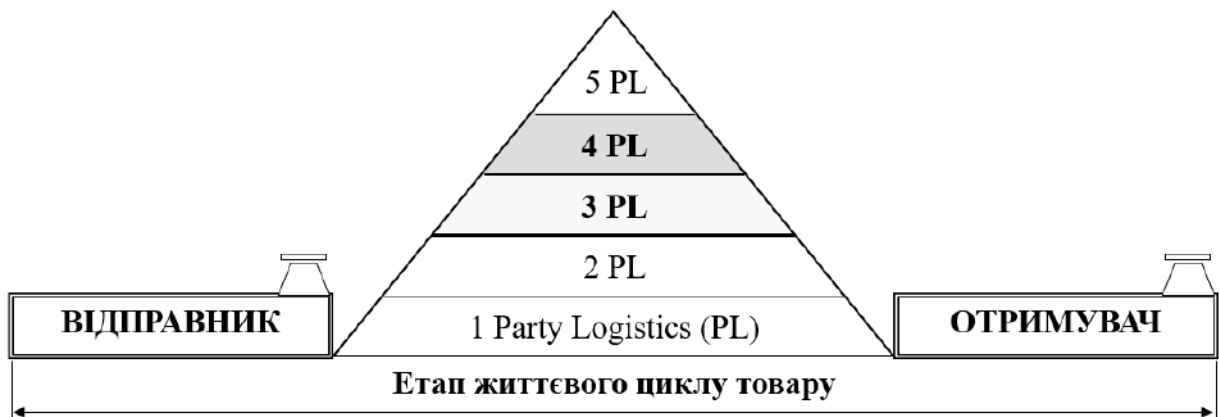 5 PL
4 PL
3 PL
2 PL
ВІДПРАВНИК
1 Party Logistics (PL)
ОТРИМУВАЧ
Етап життєвого циклу товару